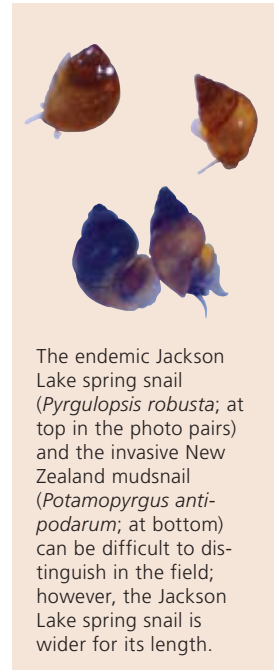 The endemic Jackson
Lake spring snail
(Pyrgulopsis robusta; at
top in the photo pairs)
and the invasive New
Zealand mudsnail
(Potamopyrgus anti-
podarum; at bottom)
can be difficult to dis-
tinguish in the field;
however, the Jackson
Lake spring snail is
wider for its length.